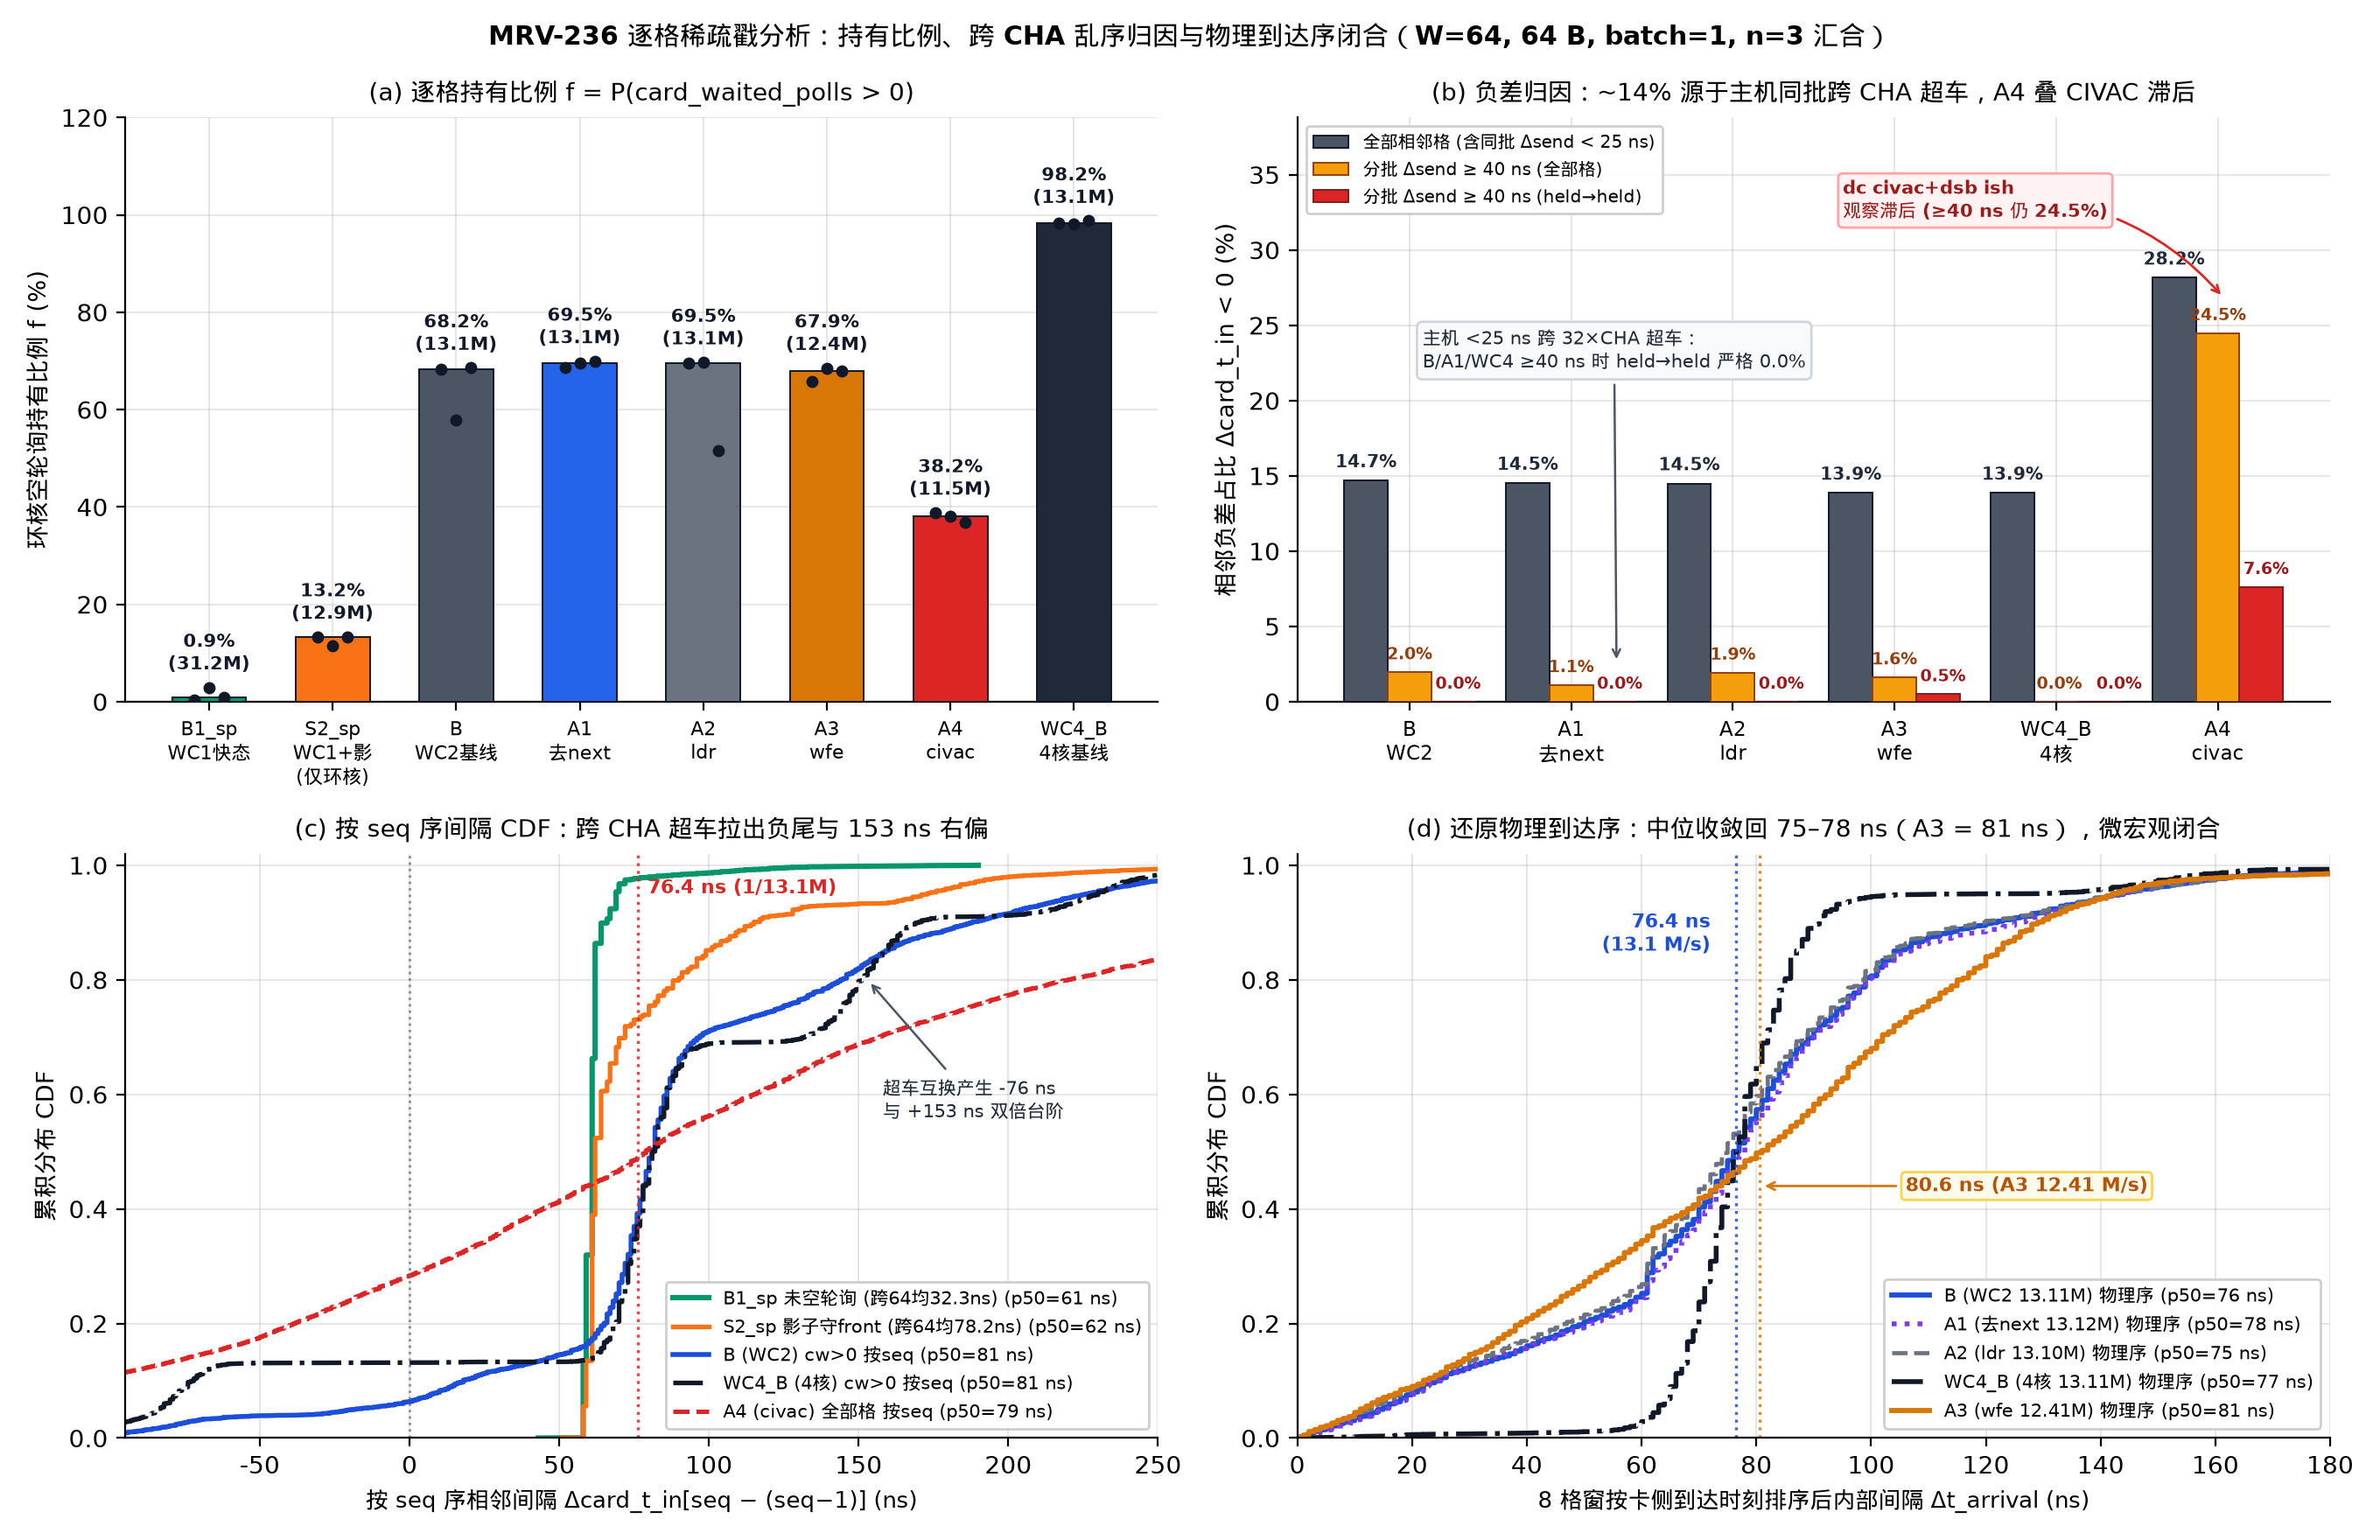 MRV-236 逐格稀疏戳分析：持有比例、跨 CHA 乱序归因与物理到达序闭合（W=64, 64 B, batch=1, n=3 汇合）
(a) 逐格持有比例 f = P(card_waited_polls > 0)
环核空轮询持有比例 f (%)
120
100
80
60
40
20
0
0.9%
(31.2M)
13.2%
(12.9M)
68.2%
(13.1M)
69.5%
(13.1M)
69.5%
(13.1M)
67.9%
(12.4M)
38.2%
(11.5M)
98.2%
(13.1M)
B1_sp
WC1快态
S2_sp
WC1+影
(仅环核)
B
WC2基线
A1
去next
A2
ldr
A3
wfe
A4
civac
WC4_B
4核基线
(b) 负差归因：~14% 源于主机同批跨 CHA 超车，A4 叠 CIVAC 滞后
相邻负差占比 Δcard_t_in < 0 (%)
35
30
25
20
15
10
5
0
全部相邻格 (含同批 Δsend < 25 ns)
分批 Δsend ≥ 40 ns (全部格)
分批 Δsend ≥ 40 ns (held→held)
dc civac+dsb ish
观察滞后 (≥40 ns 仍 24.5%)
主机 <25 ns 跨 32×CHA 超车：
B/A1/WC4 ≥40 ns 时 held→held 严格 0.0%
14.7%
2.0%
0.0%
14.5%
1.1%
0.0%
14.5%
1.9%
0.0%
13.9%
1.6%
0.5%
13.9%
0.0%
0.0%
28.2%
24.5%
7.6%
B
WC2
A1
去next
A2
ldr
A3
wfe
WC4_B
4核
A4
civac
(c) 按 seq 序间隔 CDF：跨 CHA 超车拉出负尾与 153 ns 右偏
累积分布 CDF
1.0
0.8
0.6
0.4
0.2
0.0
76.4 ns (1/13.1M)
超车互换产生 -76 ns
与 +153 ns 双倍台阶
B1_sp 未空轮询 (跨64均32.3ns) (p50=61 ns)
S2_sp 影子守front (跨64均78.2ns) (p50=62 ns)
B (WC2) cw>0 按seq (p50=81 ns)
WC4_B (4核) cw>0 按seq (p50=81 ns)
A4 (civac) 全部格 按seq (p50=79 ns)
-50
0
50
100
150
200
250
按 seq 序相邻间隔 Δcard_t_in[seq − (seq−1)] (ns)
(d) 还原物理到达序：中位收敛回 75–78 ns（A3 = 81 ns），微宏观闭合
累积分布 CDF
1.0
0.8
0.6
0.4
0.2
0.0
76.4 ns
(13.1 M/s)
80.6 ns (A3 12.41 M/s)
B (WC2 13.11M) 物理序 (p50=76 ns)
A1 (去next 13.12M) 物理序 (p50=78 ns)
A2 (ldr 13.10M) 物理序 (p50=75 ns)
WC4_B (4核 13.11M) 物理序 (p50=77 ns)
A3 (wfe 12.41M) 物理序 (p50=81 ns)
0
20
40
60
80
100
120
140
160
180
8 格窗按卡侧到达时刻排序后内部间隔 Δt_arrival (ns)